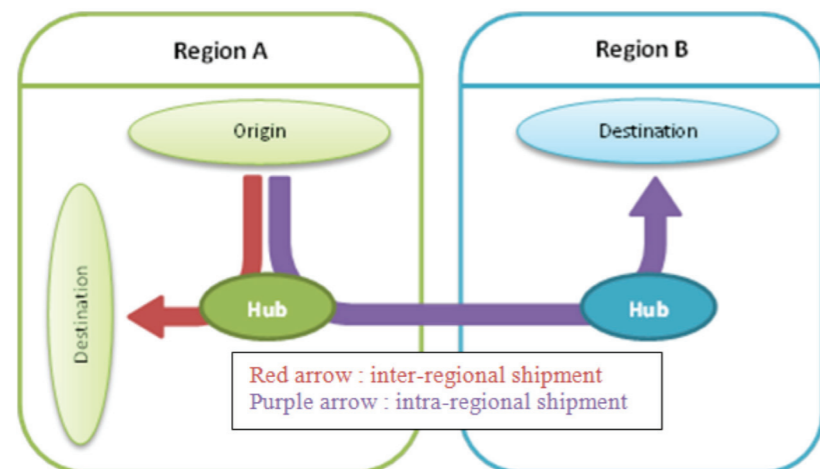 Region A
Region B
Origin
Destination
Destination
Hub
Hub
Red arrow : inter-regional shipment
Purple arrow : intra-regional shipment